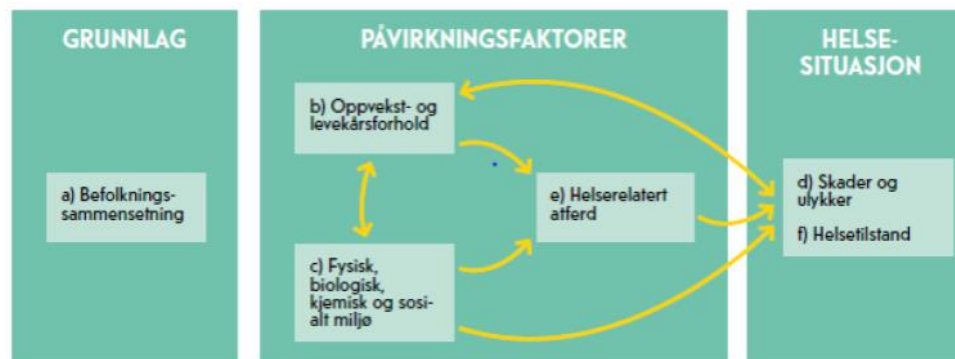 GRUNNLAG
a) Befolknings-
sammensetning
PÅVIRKNINGSFAKTORER
b) Oppvekst- og
levekårsforhold
c) Fysisk,
biologisk,
kjemisk og sosi-
alt miljø
e) Helserelatert
atferd
HELSE-
SITUASJON
d) Skader og
ulykker
f) Helsetilstand